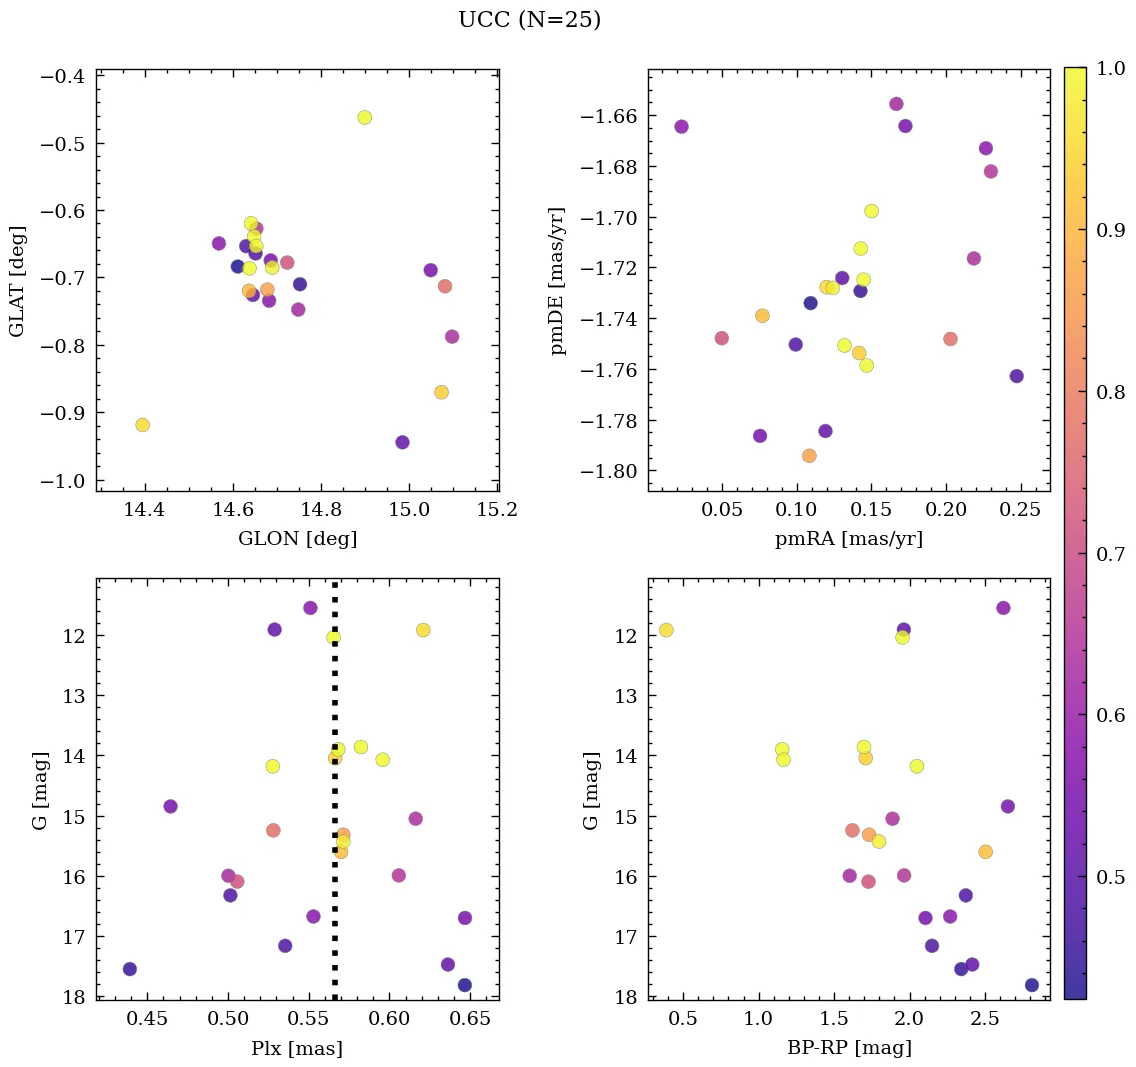 UCC (N=25)
−0.4
−0.5
−0.6
−0.7
−0.8
−0.9
−1.0
GLAT [deg]
14.4 14.6 14.8 15.0 15.2
GLON [deg]
−1.66
−1.68
−1.70
−1.72
−1.74
−1.76
−1.78
−1.80
pmDE [mas/yr]
0.05 0.10 0.15 0.20 0.25
pmRA [mas/yr]
1.0
0.9
0.8
0.7
0.6
0.5
12
13
14
15
16
17
18
G [mag]
0.45 0.50 0.55 0.60 0.65
Plx [mas]
12
13
14
15
16
17
18
G [mag]
0.5 1.0 1.5 2.0 2.5
BP-RP [mag]